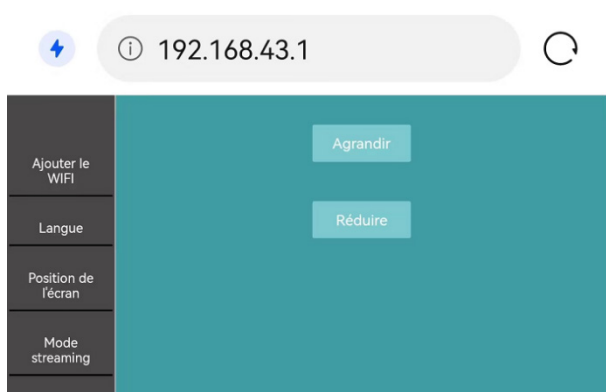 192.168.43.1
Agrandir
Ajouter le
WIFI
Réduire
Langue
Position de
l'écran
Mode
streaming